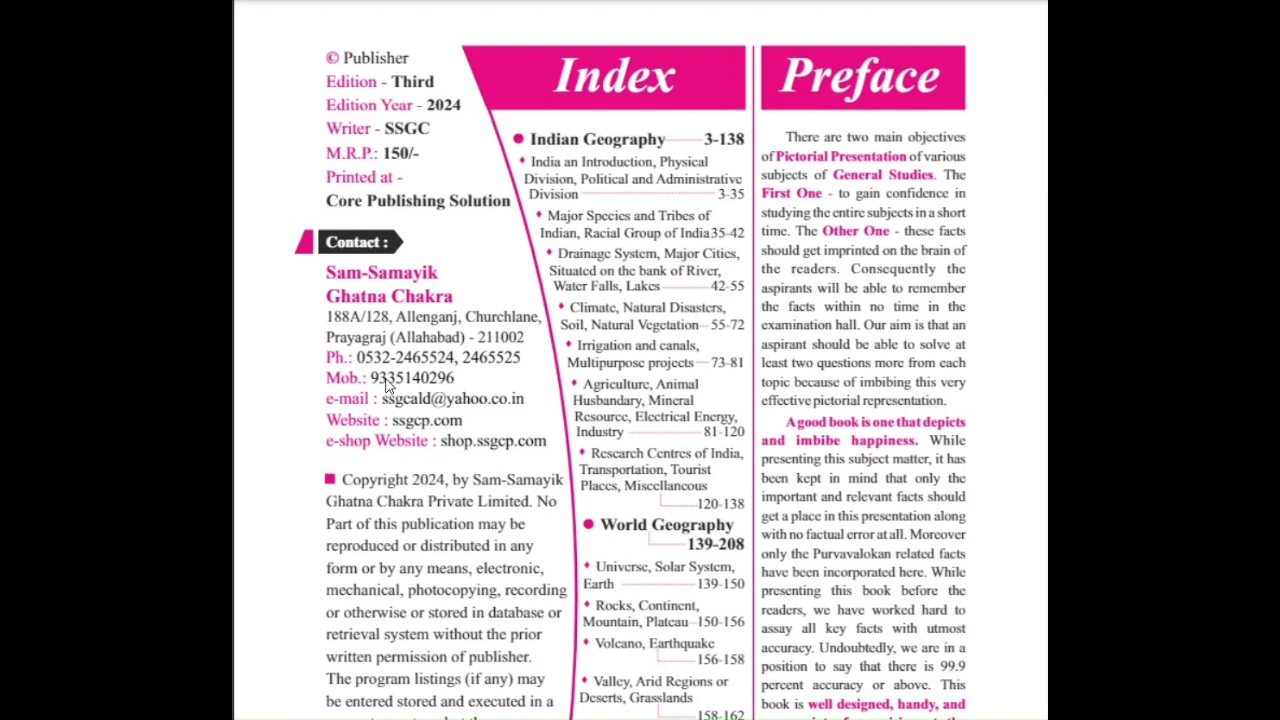 © Publisher
Edition - Third
Edition Year - 2024
Writer - SSGC
M.R.P.: 150/-
Printed at -
Core Publishing Solution
Contact :
Sam-Samayik
Ghatna Chakra
188A/128, Allenganj, Churchlane,
Prayagraj (Allahabad) - 211002
Ph.: 0532-2465524, 2465525
Mob.: 9335140296
e-mail : ssgcald@yahoo.co.in
Website : ssgcp.com
e-shop Website : shop.ssgcp.com
Copyright 2024, by Sam-Samayik
Ghatna Chakra Private Limited. No
Part of this publication may be
reproduced or distributed in any
form or by any means, electronic,
mechanical, photocopying, recording
or otherwise or stored in database or
retrieval system without the prior
written permission of publisher.
The program listings (if any) may
be entered stored and executed in a
Index
Indian Geography 3-138
India an Introduction, Physical
Division, Political and Administrative
Division 3-35
Major Species and Tribes of
Indian, Racial Group of India 35-42
Drainage System, Major Cities,
Situated on the bank of River,
Water Falls, Lakes 42-55
Climate, Natural Disasters,
Soil, Natural Vegetation 55-72
Irrigation and canals,
Multipurpose projects 73-81
Agriculture, Animal
Husbandry, Mineral
Resource, Electrical Energy,
Industry 81-120
Research Centres of India,
Transportation, Tourist
Places, Miscellaneous
120-138
World Geography
139-208
Universe, Solar System,
Earth 139-150
Rocks, Continent,
Mountain, Plateau 150-156
Volcano, Earthquake
156-158
Valley, Arid Regions or
Deserts, Grasslands
158-162
Preface
There are two main objectives
of Pictorial Presentation of various
subjects of General Studies. The
First One - to gain confidence in
studying the entire subjects in a short
time. The Other One - these facts
should get imprinted on the brain of
the readers. Consequently the
aspirants will be able to remember
the facts within no time in the
examination hall. Our aim is that an
aspirant should be able to solve at
least two questions more from each
topic because of imbibing this very
effective pictorial representation.
A good book is one that depicts
and imbibe happiness. While
presenting this subject matter, it has
been kept in mind that only the
important and relevant facts should
get a place in this presentation along
with no factual error at all. Moreover
only the Purvavalokan related facts
have been incorporated here. While
presenting this book before the
readers, we have worked hard to
assay all key facts with utmost
accuracy. Undoubtedly, we are in a
position to say that there is 99.9
percent accuracy or above. This
book is well designed, handy, and